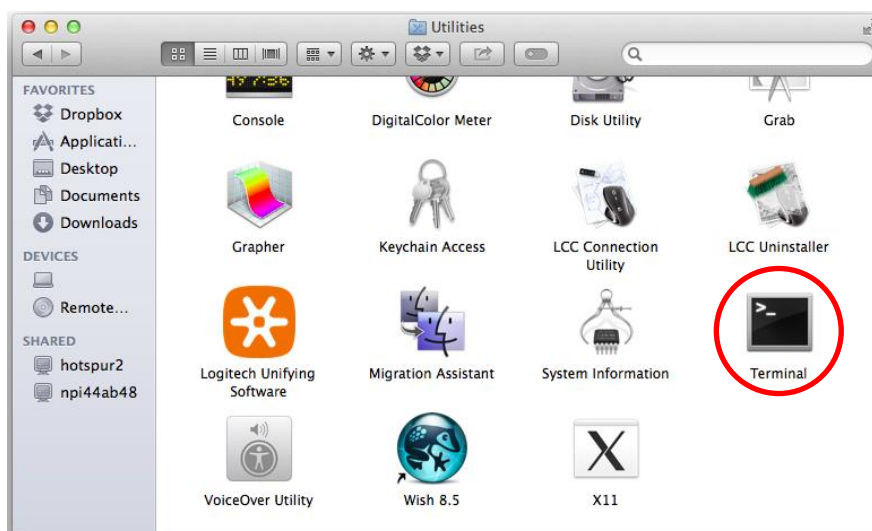 Utilities
FAVORITES
Dropbox
Applicati...
Desktop
Documents
Downloads
DEVICES
Remote...
SHARED
hotspur2
npi44ab48
Console
DigitalColor Meter
Disk Utility
Grab
Grapher
Keychain Access
LCC Connection
Utility
LCC Uninstaller
Logitech Unifying
Software
Migration Assistant
System Information
>_
Terminal
VoiceOver Utility
Wish 8.5
X
X11